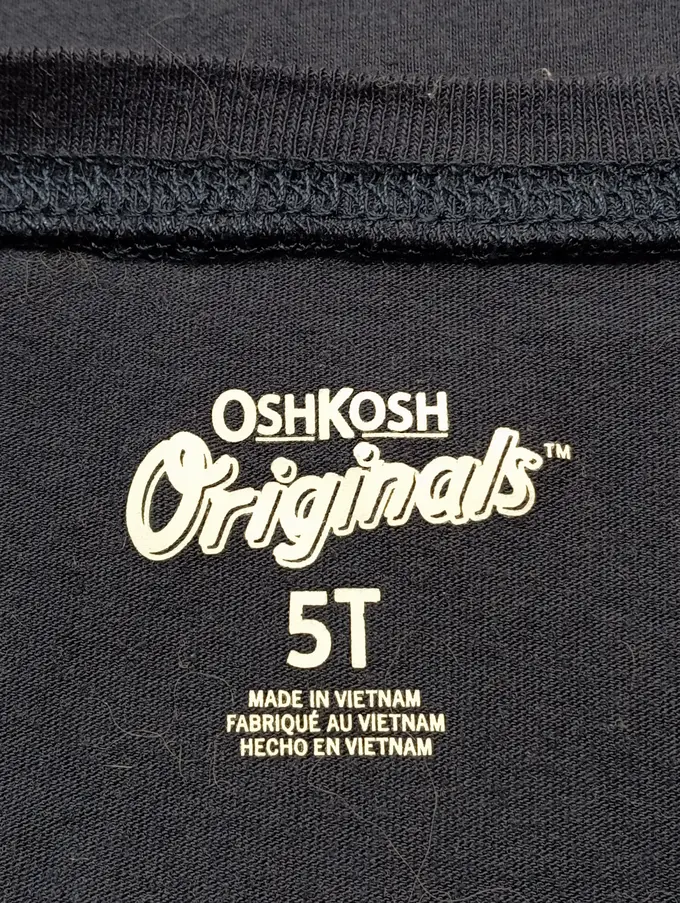 OSHKOSH
Originals™
5T
MADE IN VIETNAM
FABRIQUÉ AU VIETNAM
HECHO EN VIETNAM